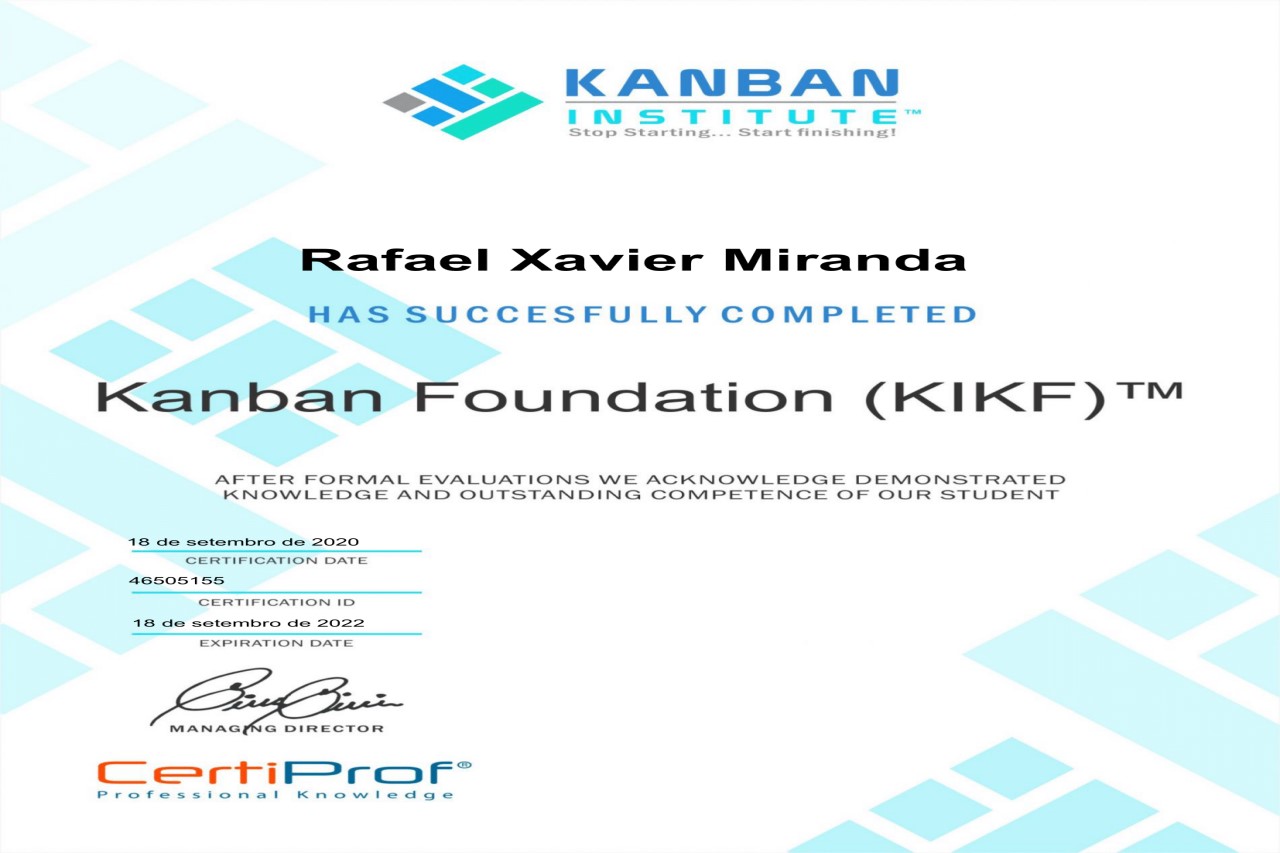 KANBAN
INSTITUTE™
Stop Starting... Start finishing!
Rafael Xavier Miranda
HAS SUCCESFULLY COMPLETED
Kanban Foundation (KIKF)™
AFTER FORMAL EVALUATIONS WE ACKNOWLEDGE DEMONSTRATED
KNOWLEDGE AND OUTSTANDING COMPETENCE OF OUR STUDENT
18 de setembro de 2020
CERTIFICATION DATE
46505155
CERTIFICATION ID
18 de setembro de 2022
EXPIRATION DATE
MANAGING DIRECTOR
CertiProf®
Professional Knowledge